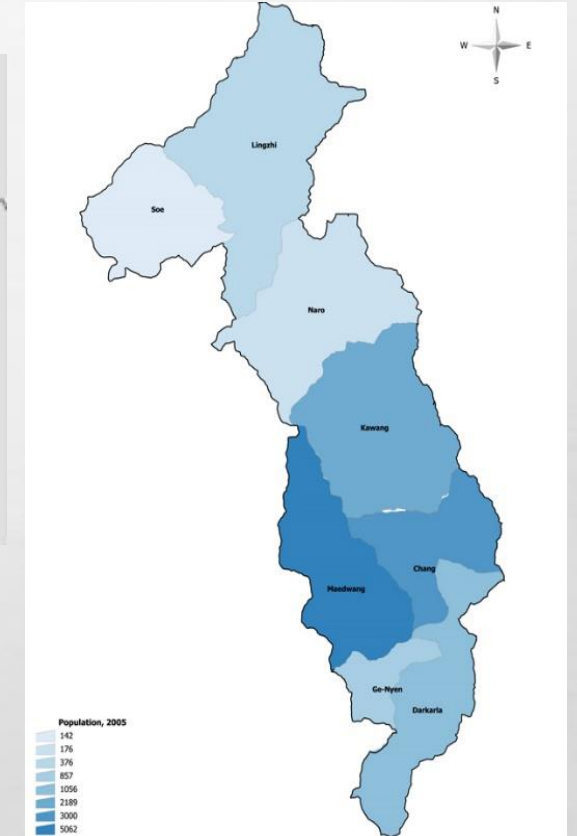 N
W E
S
Lingzhi
Soe
Naro
Kawang
Chang
Maedwang
Ge-Nyen
Darkarla
Population, 2005
142
176
376
857
1056
2189
3000
5062